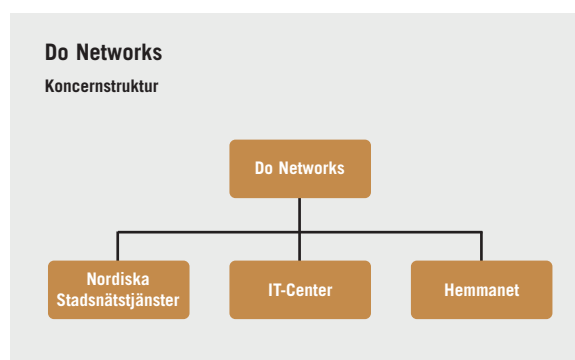 Do Networks
Koncernstruktur
Do Networks
Nordiska
Stadsnätstjänster
IT-Center
Hemmanet